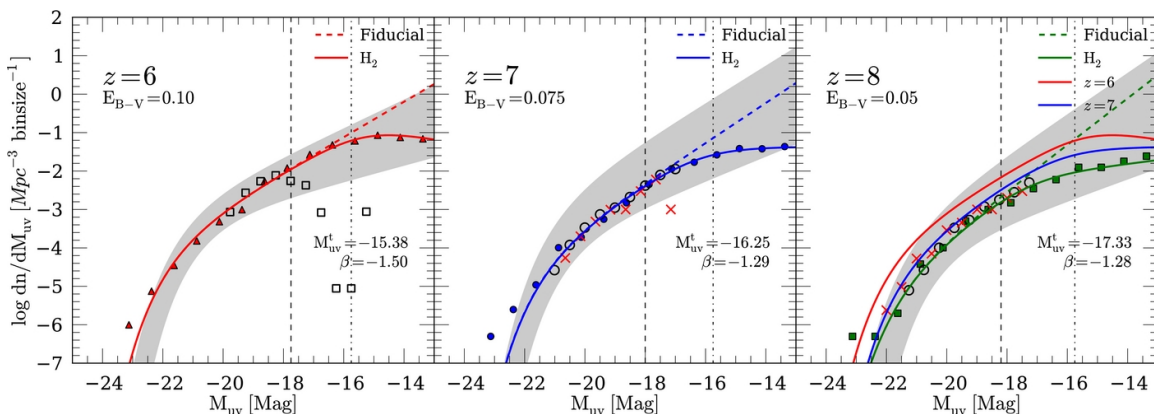 log dn/dM_uv [Mpc⁻³ binsize⁻¹]
2
1
0
−1
−2
−3
−4
−5
−6
−7
z=6
E_B−V=0.10
Fiducial
H₂
M^t_uv=−15.38
β=−1.50
−24 −22 −20 −18 −16 −14
M_uv [Mag]
z=7
E_B−V=0.075
Fiducial
H₂
M^t_uv=−16.25
β=−1.29
−24 −22 −20 −18 −16 −14
M_uv [Mag]
z=8
E_B−V=0.05
Fiducial
H₂
z=6
z=7
M^t_uv=−17.33
β=−1.28
−24 −22 −20 −18 −16 −14
M_uv [Mag]